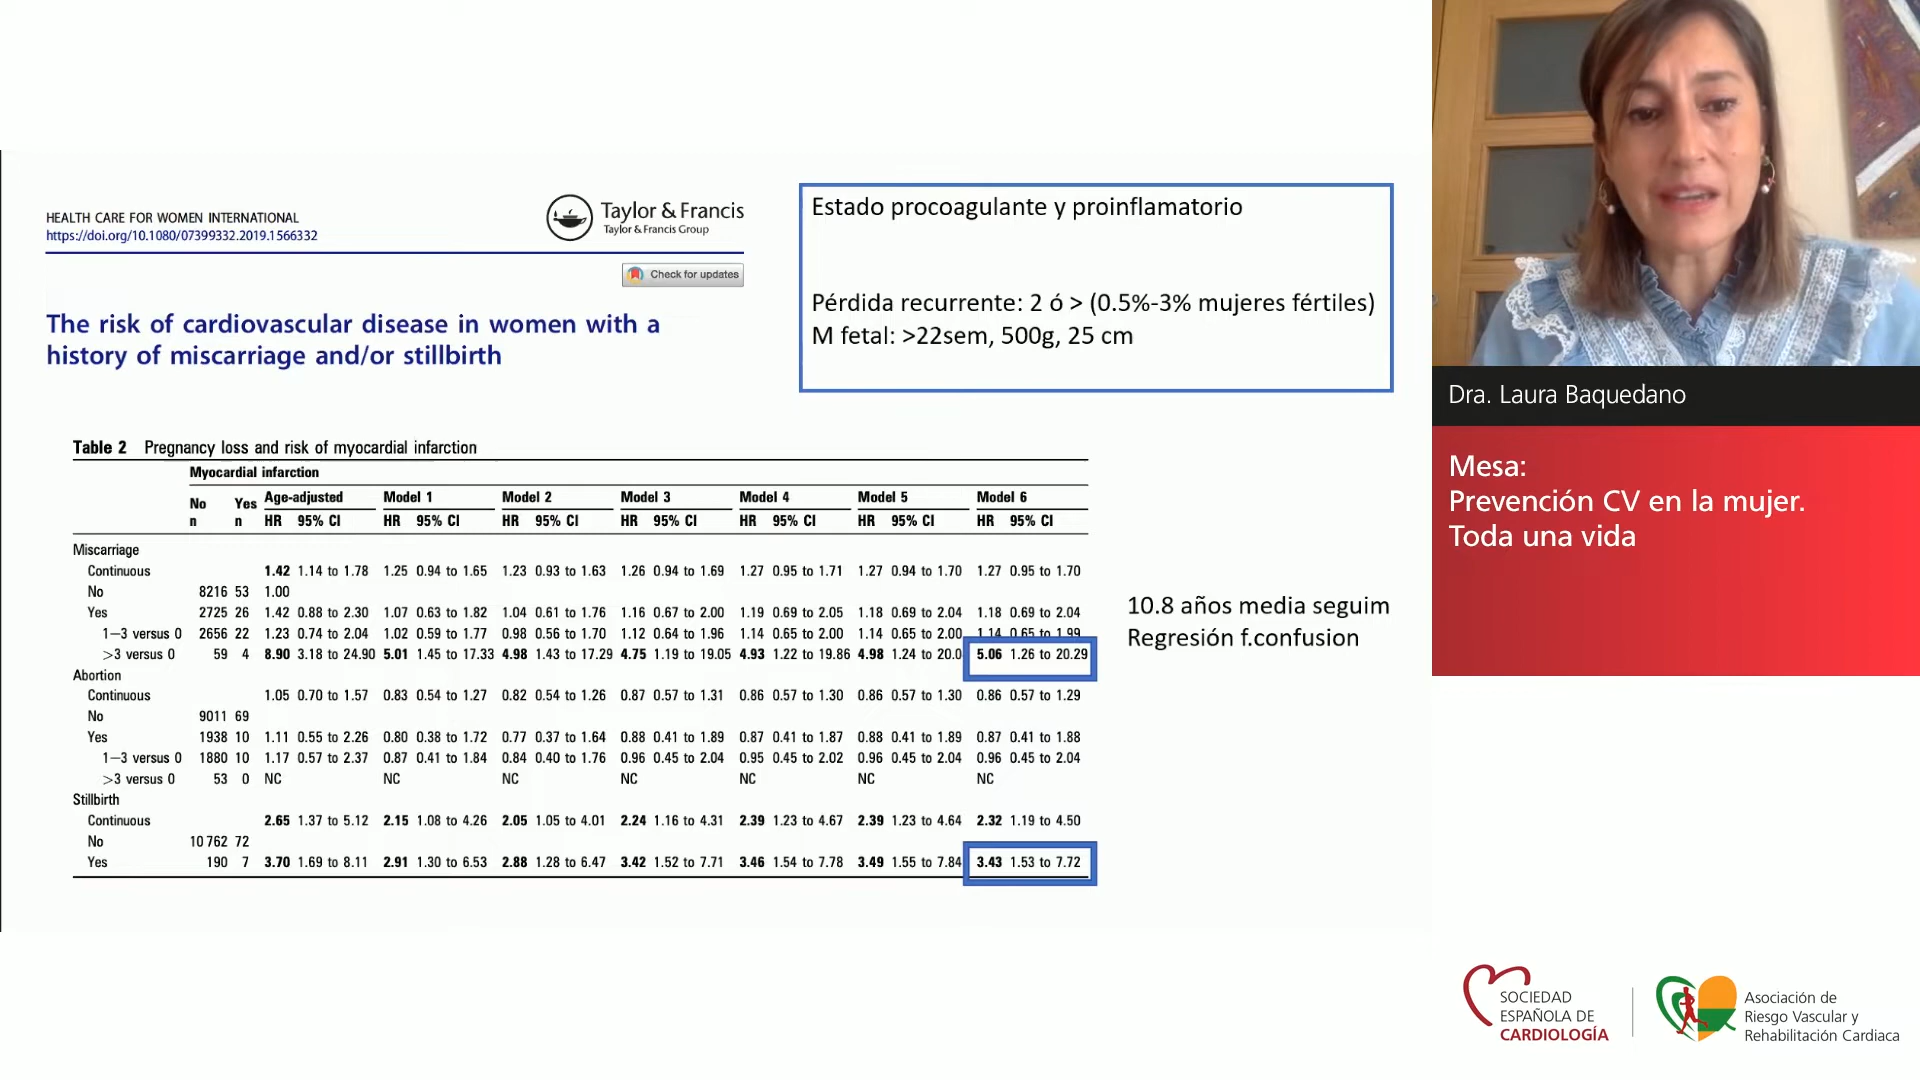 HEALTH CARE FOR WOMEN INTERNATIONAL
https://doi.org/10.1080/07399332.2019.1566332
Taylor & Francis
Taylor & Francis Group
Check for updates
The risk of cardiovascular disease in women with a
history of miscarriage and/or stillbirth
Estado procoagulante y proinflamatorio
Pérdida recurrente: 2 ó > (0.5%-3% mujeres fértiles)
M fetal: >22sem, 500g, 25 cm
Table 2 Pregnancy loss and risk of myocardial infarction
Myocardial infarction
No Yes Age-adjusted Model 1 Model 2 Model 3 Model 4 Model 5 Model 6
n n HR 95% CI HR 95% CI HR 95% CI HR 95% CI HR 95% CI HR 95% CI HR 95% CI
Miscarriage
Continuous 1.42 1.14 to 1.78 1.25 0.94 to 1.65 1.23 0.93 to 1.63 1.26 0.94 to 1.69 1.27 0.95 to 1.71 1.27 0.94 to 1.70 1.27 0.95 to 1.70
No 8216 53 1.00
Yes 2725 26 1.42 0.88 to 2.30 1.07 0.63 to 1.82 1.04 0.61 to 1.76 1.16 0.67 to 2.00 1.19 0.69 to 2.05 1.18 0.69 to 2.04 1.18 0.69 to 2.04
1–3 versus 0 2656 22 1.23 0.74 to 2.04 1.02 0.59 to 1.77 0.98 0.56 to 1.70 1.12 0.64 to 1.96 1.14 0.65 to 2.00 1.14 0.65 to 2.00 1.14 0.65 to 1.99
>3 versus 0 59 4 8.90 3.18 to 24.90 5.01 1.45 to 17.33 4.98 1.43 to 17.29 4.75 1.19 to 19.05 4.93 1.22 to 19.86 4.98 1.24 to 20.0 5.06 1.26 to 20.29
Abortion
Continuous 1.05 0.70 to 1.57 0.83 0.54 to 1.27 0.82 0.54 to 1.26 0.87 0.57 to 1.31 0.86 0.57 to 1.30 0.86 0.57 to 1.30 0.86 0.57 to 1.29
No 9011 69
Yes 1938 10 1.11 0.55 to 2.26 0.80 0.38 to 1.72 0.77 0.37 to 1.64 0.88 0.41 to 1.89 0.87 0.41 to 1.87 0.88 0.41 to 1.89 0.87 0.41 to 1.88
1–3 versus 0 1880 10 1.17 0.57 to 2.37 0.87 0.41 to 1.84 0.84 0.40 to 1.76 0.96 0.45 to 2.04 0.95 0.45 to 2.02 0.96 0.45 to 2.04 0.96 0.45 to 2.04
>3 versus 0 53 0 NC NC NC NC NC NC NC
Stillbirth
Continuous 2.65 1.37 to 5.12 2.15 1.08 to 4.26 2.05 1.05 to 4.01 2.24 1.16 to 4.31 2.39 1.23 to 4.67 2.39 1.23 to 4.64 2.32 1.19 to 4.50
No 10 762 72
Yes 190 7 3.70 1.69 to 8.11 2.91 1.30 to 6.53 2.88 1.28 to 6.47 3.42 1.52 to 7.71 3.46 1.54 to 7.78 3.49 1.55 to 7.84 3.43 1.53 to 7.72
10.8 años media seguim
Regresión f.confusion
Dra. Laura Baquedano
Mesa:
Prevención CV en la mujer.
Toda una vida
SOCIEDAD
ESPAÑOLA DE
CARDIOLOGÍA
Asociación de
Riesgo Vascular y
Rehabilitación Cardiaca